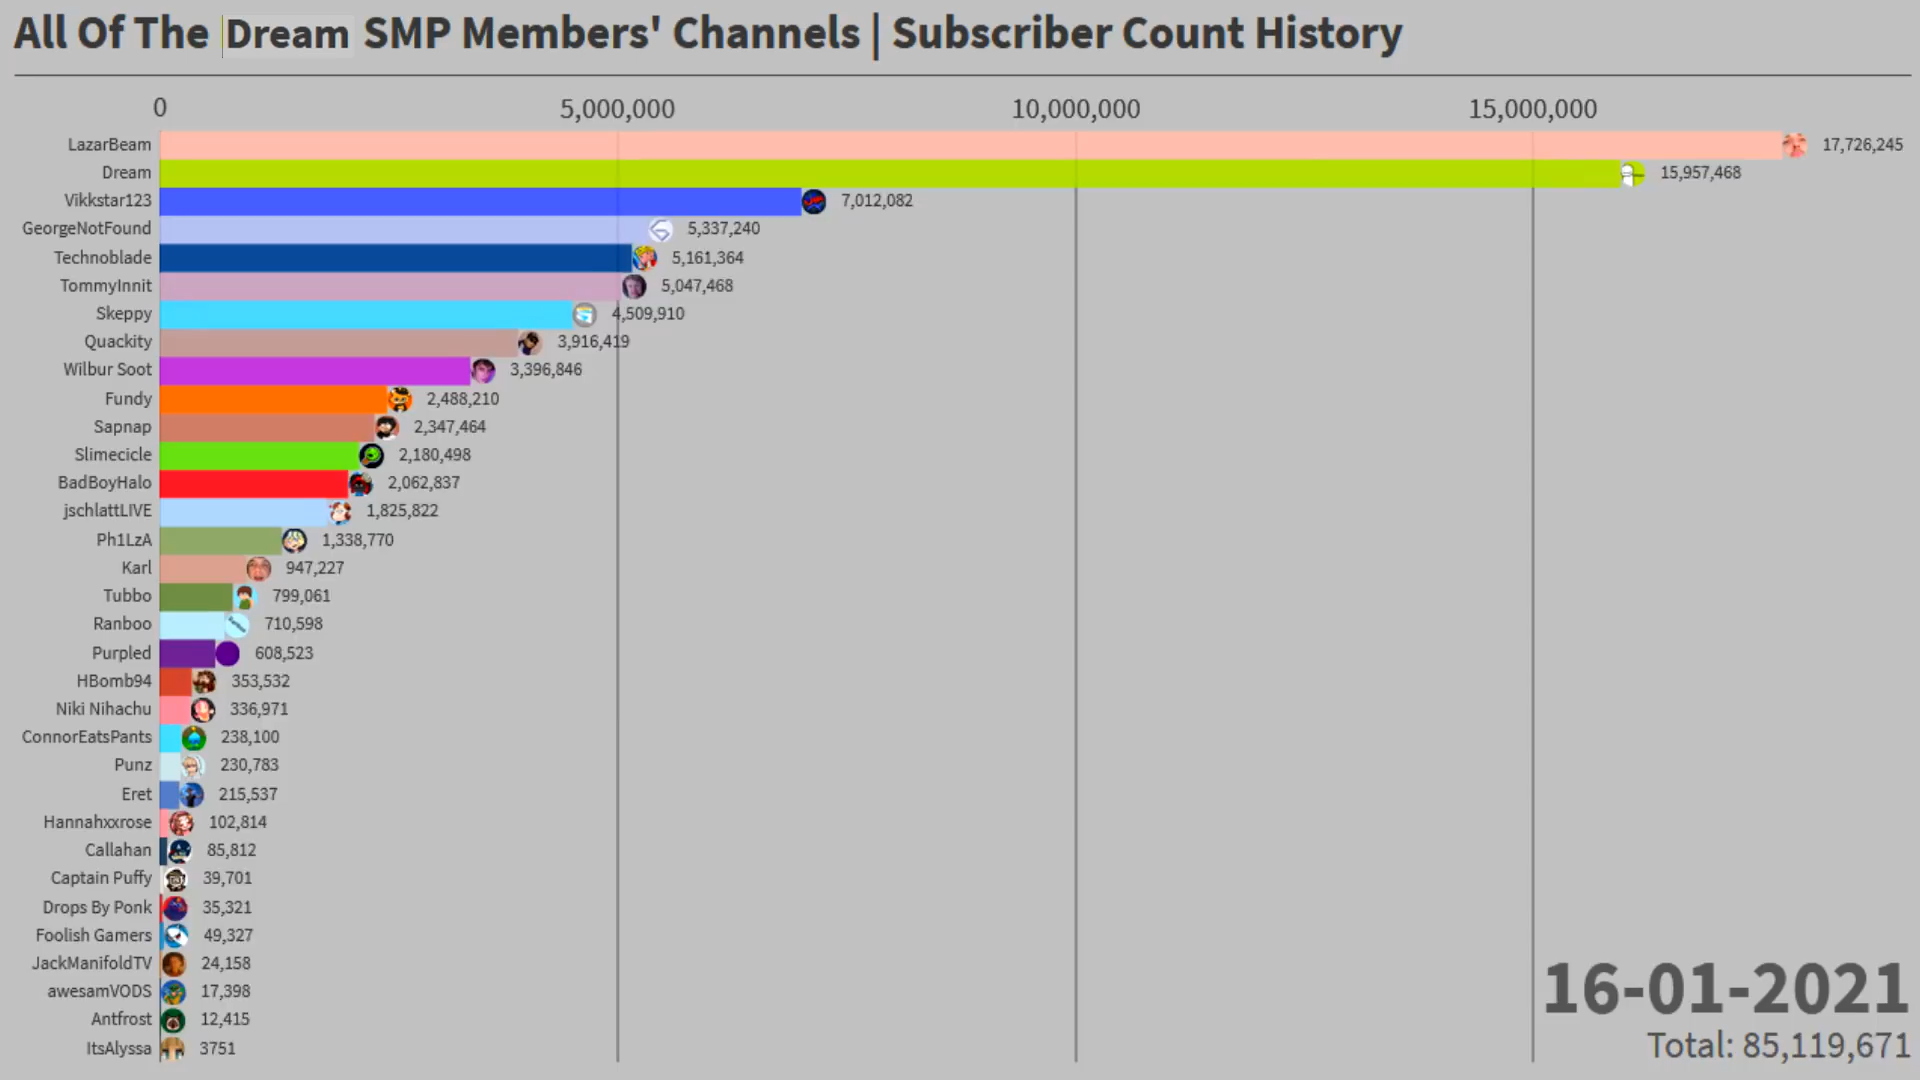 All Of The Dream SMP Members' Channels | Subscriber Count History
0 5,000,000 10,000,000 15,000,000
LazarBeam 17,726,245
Dream 15,957,468
Vikkstar123 7,012,082
GeorgeNotFound 5,337,240
Technoblade 5,161,364
TommyInnit 5,047,468
Skeppy 4,509,910
Quackity 3,916,419
Wilbur Soot 3,396,846
Fundy 2,488,210
Sapnap 2,347,464
Slimecicle 2,180,498
BadBoyHalo 2,062,837
jschlattLIVE 1,825,822
Ph1LzA 1,338,770
Karl 947,227
Tubbo 799,061
Ranboo 710,598
Purpled 608,523
HBomb94 353,532
Niki Nihachu 336,971
ConnorEatsPants 238,100
Punz 230,783
Eret 215,537
Hannahxxrose 102,814
Callahan 85,812
Captain Puffy 39,701
Drops By Ponk 35,321
Foolish Gamers 49,327
JackManifoldTV 24,158
awesamVODS 17,398
Antfrost 12,415
ItsAlyssa 3751
16-01-2021
Total: 85,119,671